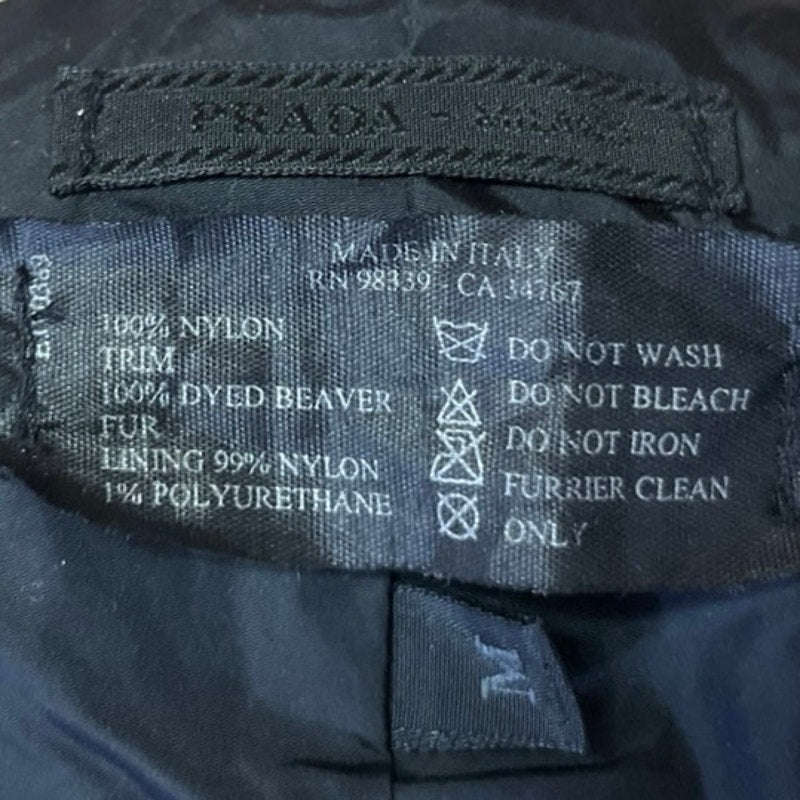 PRADA - MILANO
MADE IN ITALY
RN 98339 - CA 34767
100% NYLON
TRIM
100% DYED BEAVER
FUR
LINING 99% NYLON
1% POLYURETHANE
DO NOT WASH
DO NOT BLEACH
DO NOT IRON
FURRIER CLEAN
ONLY
M